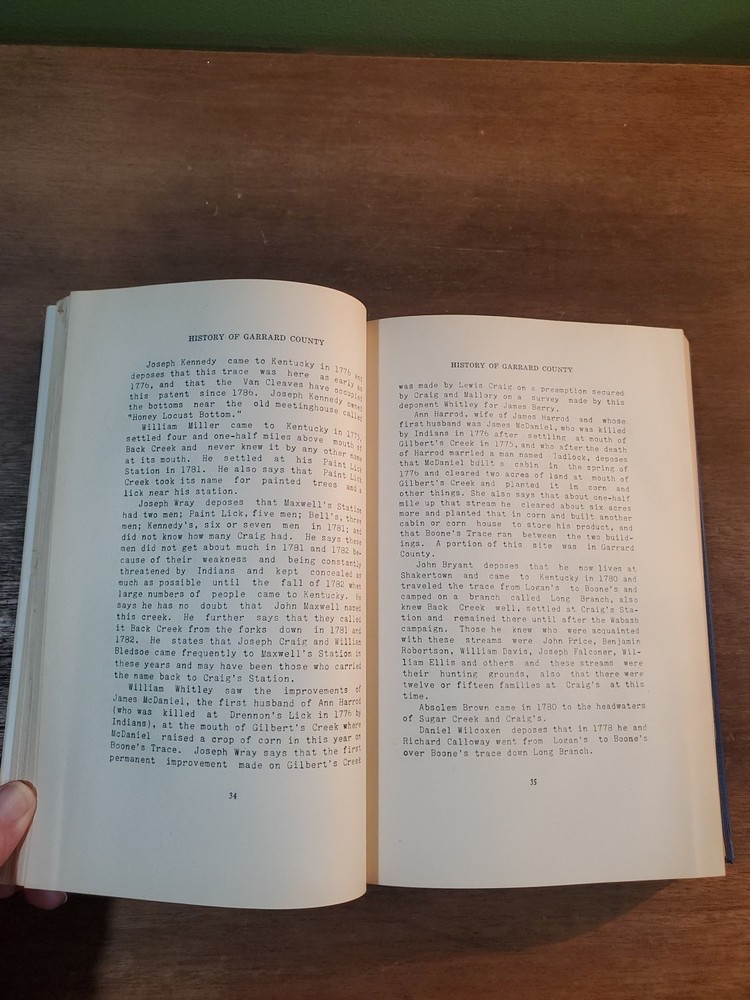 HISTORY OF GARRARD COUNTY
Joseph Kennedy came to Kentucky in 1776 and
deposes that this trace was here as early as
1776, and that the Van Cleaves have occupied
this patent since 1786. Joseph Kennedy owned
the bottoms near the old meetinghouse called
"Honey Locust Bottom."
William Miller came to Kentucky in 1775,
settled four and one-half miles above mouth of
Back Creek and never knew it by any other name
at its mouth. He settled at his Paint Lick
Station in 1781. He also says that Paint Lick
Creek took its name for painted trees and a
lick near his station.
Joseph Wray deposes that Maxwell's Station
had two men; Paint Lick, five men; Bell's, three
men; Kennedy's, six or seven men in 1781; and
did not know how many Craig had. He says these
men did not get about much in 1781 and 1782 be-
cause of their weakness and being constantly
threatened by Indians and kept concealed as
much as possible until the fall of 1782 when
large numbers of people came to Kentucky. He
says he has no doubt that John Maxwell named
this creek. He further says that they called
it Back Creek from the forks down in 1781 and
1782. He states that Joseph Craig and William
Bledsoe came frequently to Maxwell's Station in
these years and may have been those who carried
the name back to Craig's Station.
William Whitley saw the improvements of
James McDaniel, the first husband of Ann Harrod
(who was killed at Drennon's Lick in 1776 by
Indians), at the mouth of Gilbert's Creek where
McDaniel raised a crop of corn in this year on
Boone's Trace. Joseph Wray says that the first
permanent improvement made on Gilbert's Creek
34
HISTORY OF GARRARD COUNTY
was made by Lewis Craig on a preemption secured
by Craig and Mallory on a survey made by this
deponent Whitley for James Berry.
Ann Harrod, wife of James Harrod and whose
first husband was James McDaniel, who was killed
by Indians in 1776 after settling at mouth of
Gilbert's Creek in 1775, and who after the death
of Harrod married a man named Tadlock, deposes
that McDaniel built a cabin in the spring of
1776 and cleared two acres of land at mouth of
Gilbert's Creek and planted it in corn and
other things. She also says that about one-half
mile up that stream he cleared about six acres
more and planted that in corn and built another
cabin or corn house to store his product, and
that Boone's Trace ran between the two build-
ings. A portion of this site was in Garrard
County.
John Bryant deposes that he now lives at
Shakertown and came to Kentucky in 1780 and
traveled the trace from Logan's to Boone's and
camped on a branch called Long Branch, also
knew Back Creek well, settled at Craig's Sta-
tion and remained there until after the Wabash
campaign. Those he knew who were acquainted
with these streams were John Price, Benjamin
Robertson, William Davis, Joseph Falconer, Wil-
liam Ellis and others and these streams were
their hunting grounds, also that there were
twelve or fifteen families at Craig's at this
time.
Absolem Brown came in 1780 to the headwaters
of Sugar Creek and Craig's.
Daniel Wilcoxen deposes that in 1778 he and
Richard Calloway went from Logan's to Boone's
over Boone's trace down Long Branch.
35